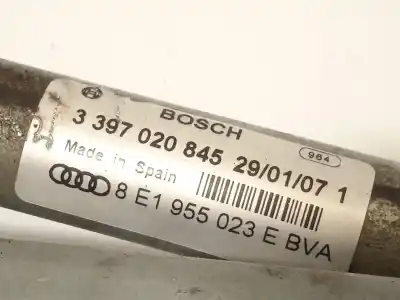 BOSCH
964
3 397 020 845 29/01/07 1
Made in Spain
8 E1 955 023 E BVA